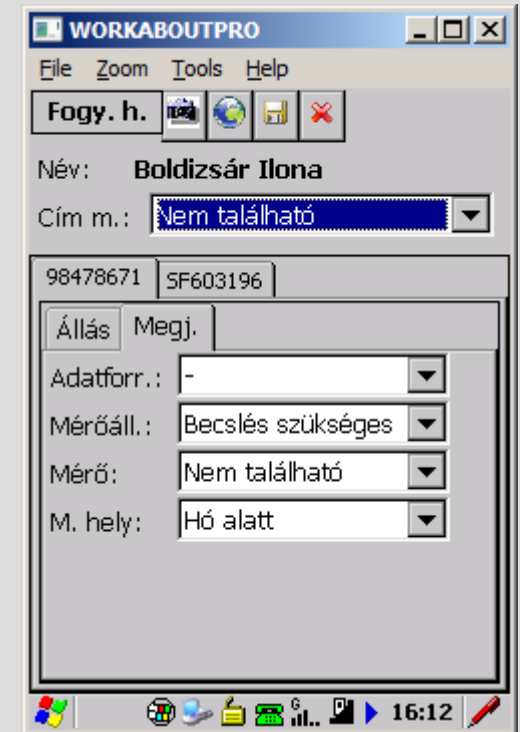 WORKABOUTPRO
File Zoom Tools Help
Fogy. h.
Név: Boldizsár Ilona
Cím m.: Nem található
98478671 SF603196
Állás Megj.
Adatforr.: -
Mérőáll.: Becslés szükséges
Mérő: Nem található
M. hely: Hó alatt
G 16:12